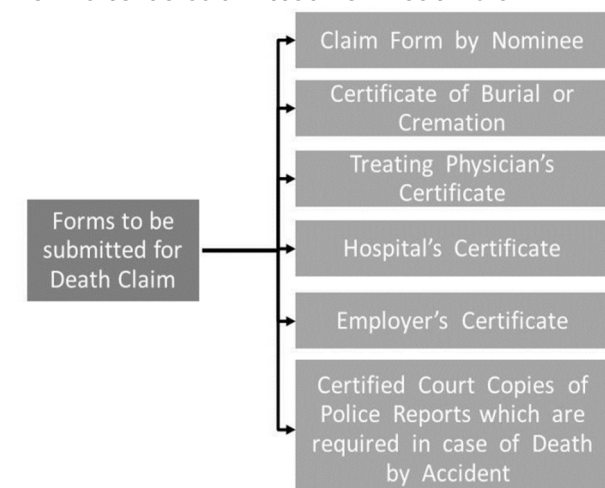 Claim Form by Nominee
Certificate of Burial or
Cremation
Treating Physician's
Certificate
Forms to be
submitted for
Death Claim
Hospital's Certificate
Employer's Certificate
Certified Court Copies of
Police Reports which are
required in case of Death
by Accident